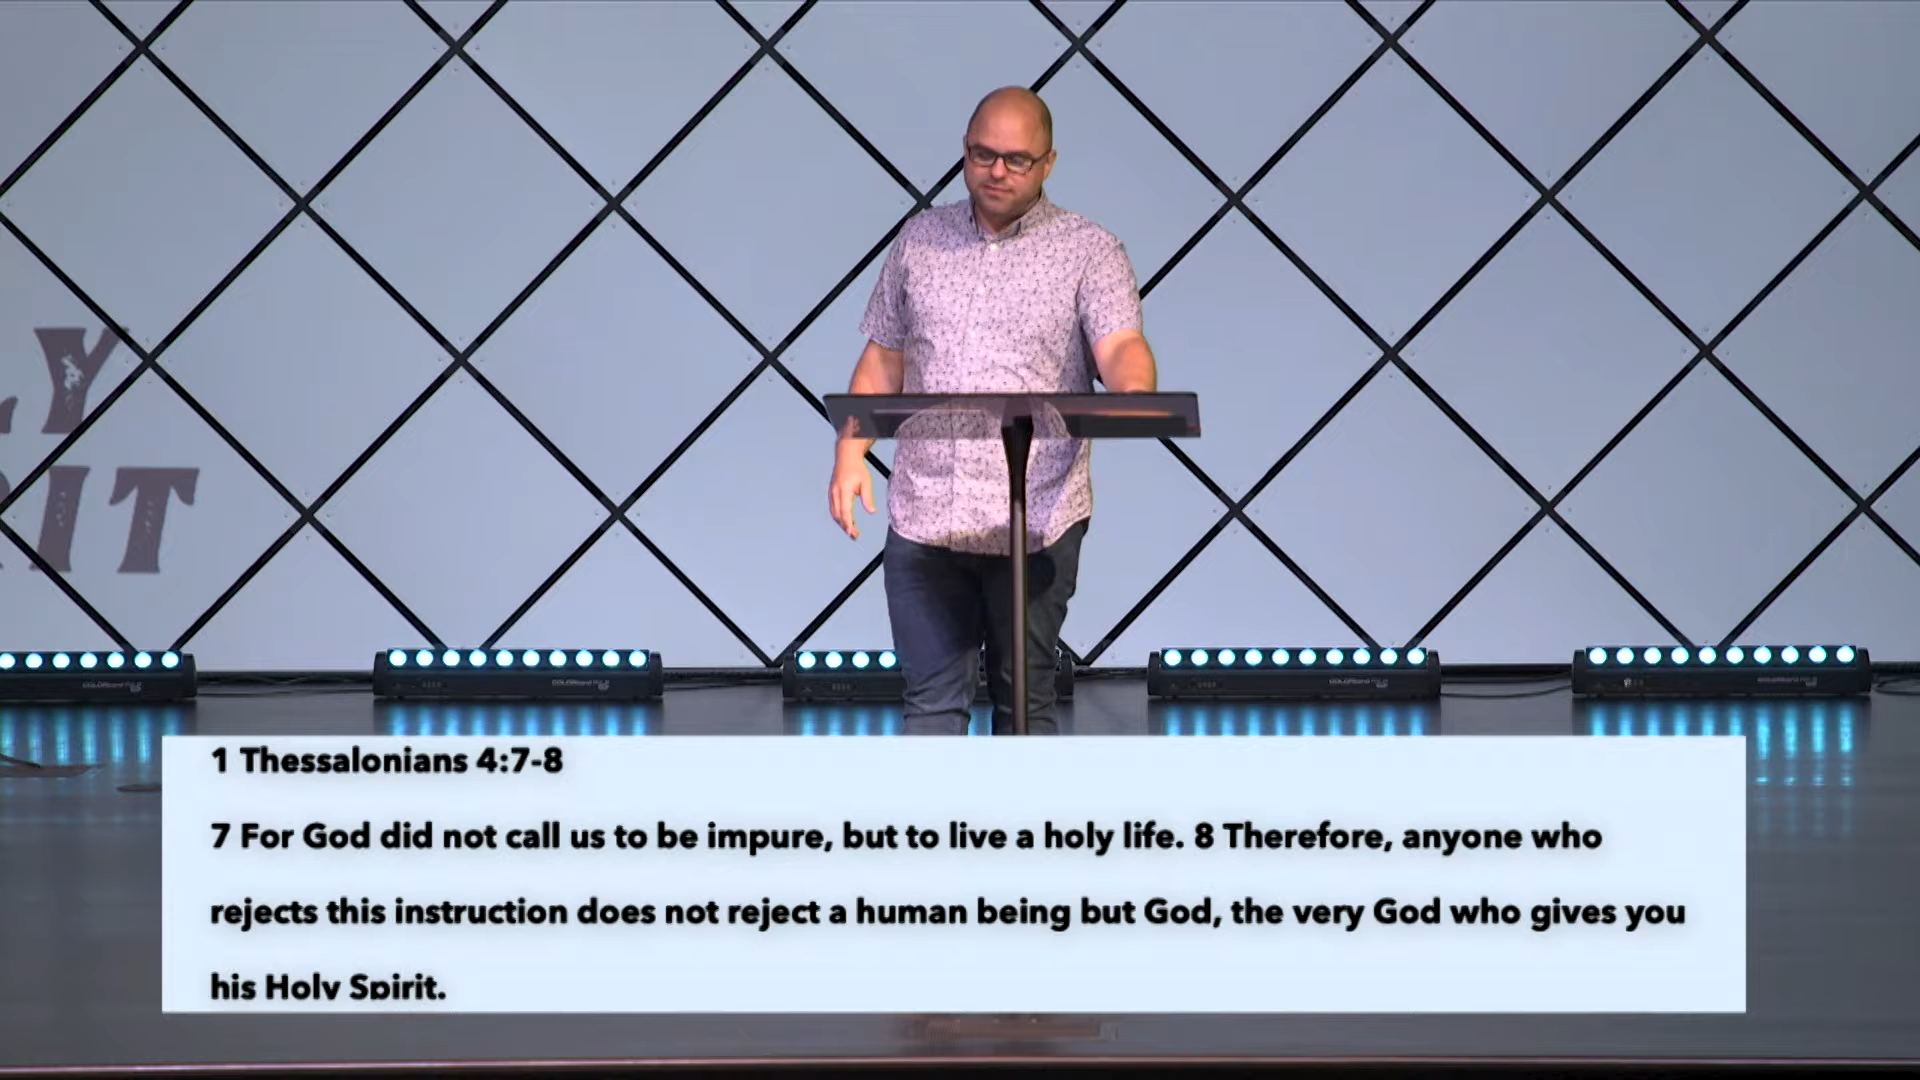 LY
RIT
1 Thessalonians 4:7-8
7 For God did not call us to be impure, but to live a holy life. 8 Therefore, anyone who
rejects this instruction does not reject a human being but God, the very God who gives you
his Holy Spirit.